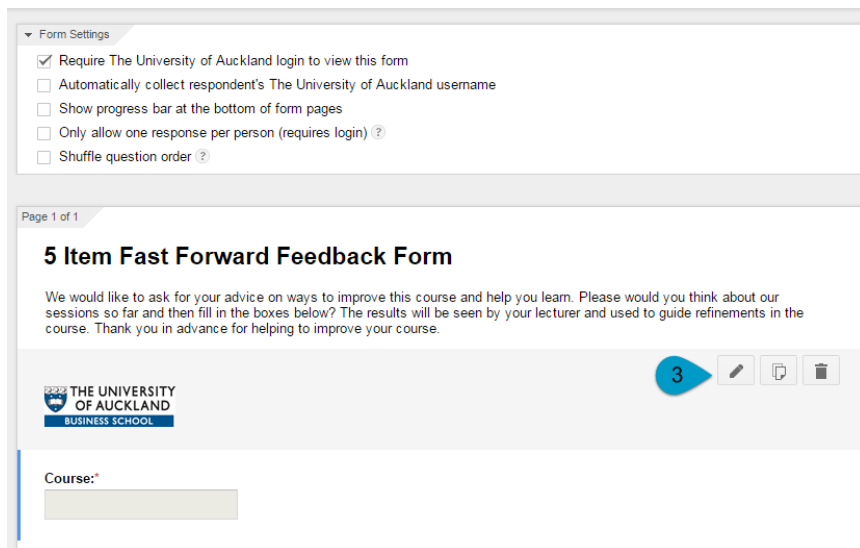 Form Settings
Require The University of Auckland login to view this form
Automatically collect respondent's The University of Auckland username
Show progress bar at the bottom of form pages
Only allow one response per person (requires login) ?
Shuffle question order ?
Page 1 of 1
5 Item Fast Forward Feedback Form
We would like to ask for your advice on ways to improve this course and help you learn. Please would you think about our
sessions so far and then fill in the boxes below? The results will be seen by your lecturer and used to guide refinements in the
course. Thank you in advance for helping to improve your course.
3
THE UNIVERSITY
OF AUCKLAND
BUSINESS SCHOOL
Course:*